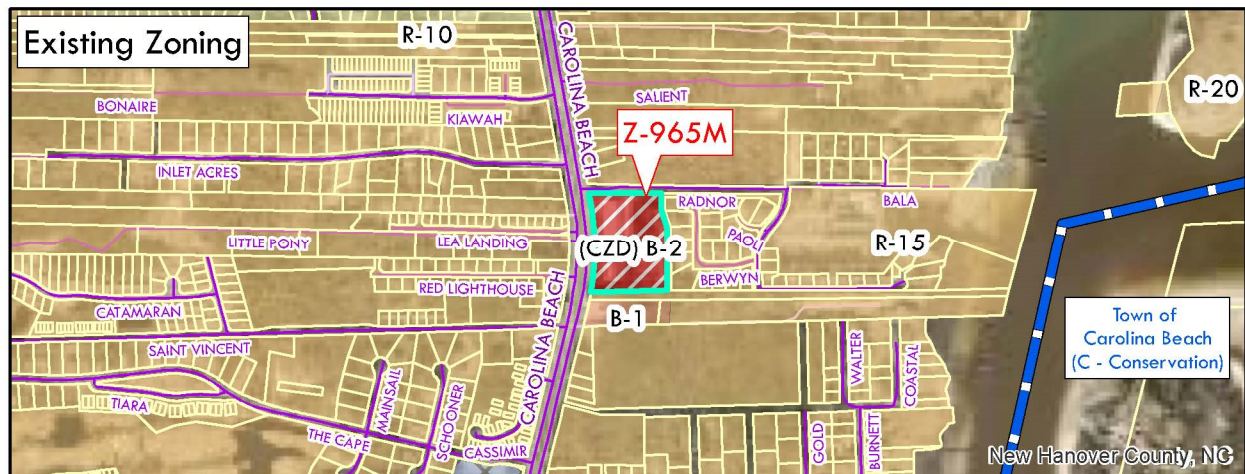 Existing Zoning
R-10
CAROLINA BEACH
R-20
BONAIRE
KIAWAH
SALIENT
Z-965M
INLET ACRES
RADNOR
BALA
LITTLE PONY
LEA LANDING
(CZD) B-2
PAOLI
R-15
RED LIGHTHOUSE
BERWYN
CATAMARAN
B-1
SAINT VINCENT
CAROLINA BEACH
Town of
Carolina Beach
(C - Conservation)
TIARA
MAINSAIL
SCHOONER
WALTER
COASTAL
THE CAPE
CASSIMIR
GOLD
BURNETT
New Hanover County, NC